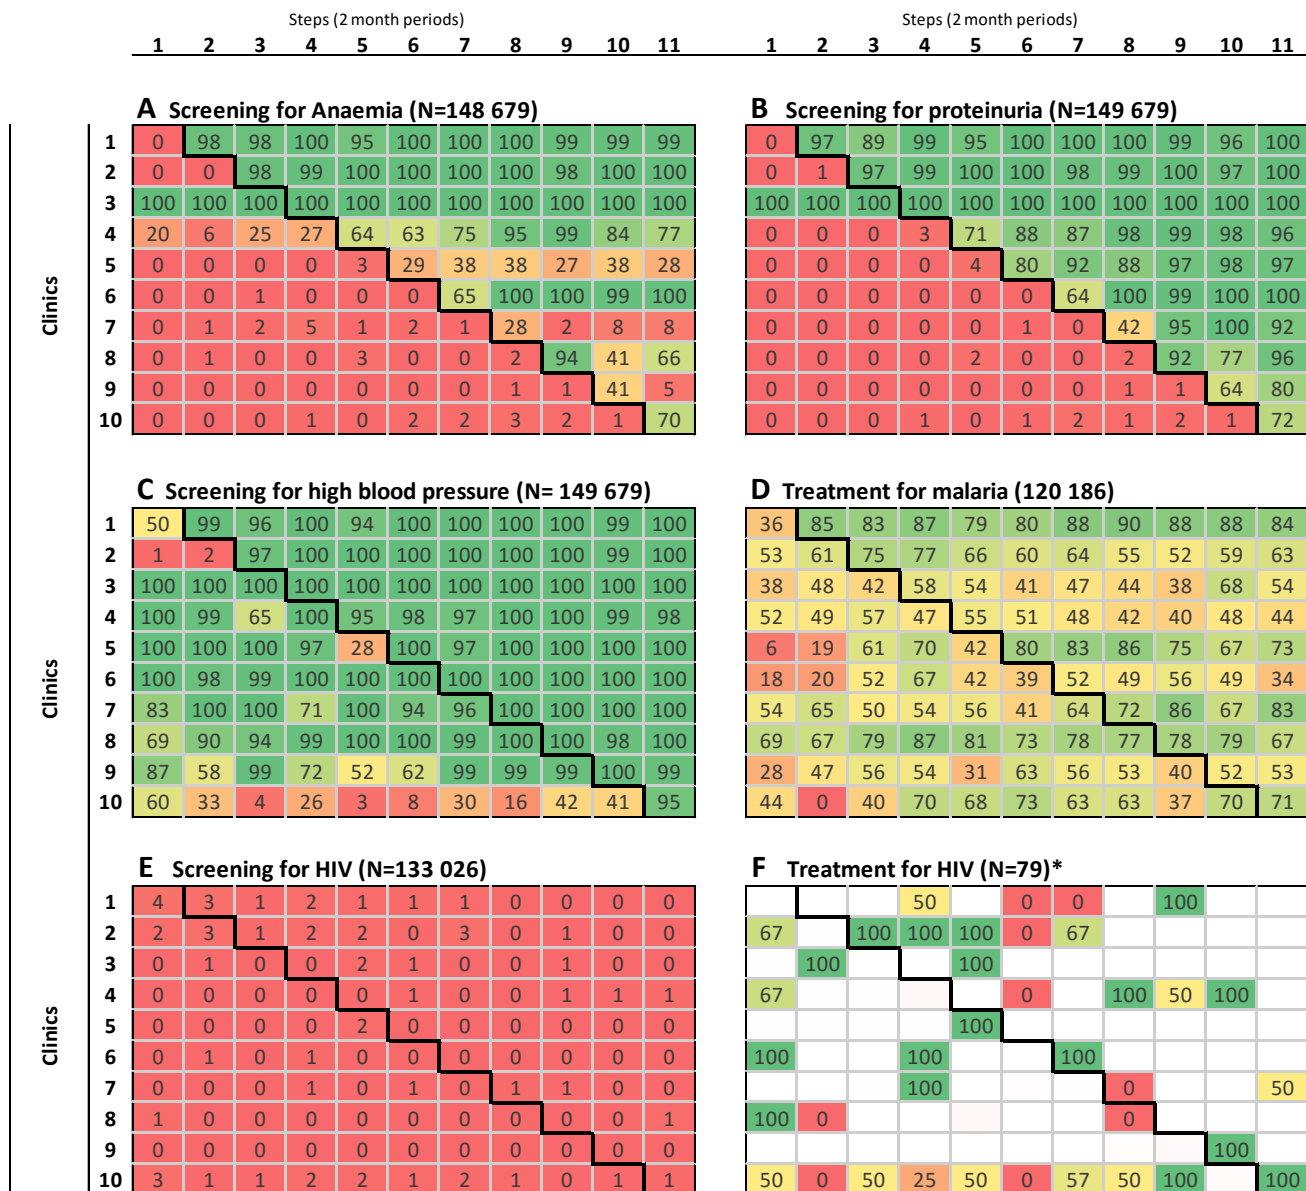 Steps (2 month periods) Steps (2 month periods)
1 2 3 4 5 6 7 8 9 10 11 1 2 3 4 5 6 7 8 9 10 11
A Screening for Anaemia (N=148 679) B Screening for proteinuria (N=149 679)
Clinics
1 0 98 98 100 95 100 100 100 99 99 99 0 97 89 99 95 100 100 100 99 96 100
2 0 0 98 99 100 100 100 100 98 100 100 0 1 97 99 100 100 98 99 100 97 100
3 100 100 100 100 100 100 100 100 100 100 100 100 100 100 100 100 100 100 100 100 100 100
4 20 6 25 27 64 63 75 95 99 84 77 0 0 0 3 71 88 87 98 99 98 96
5 0 0 0 0 3 29 38 38 27 38 28 0 0 0 0 4 80 92 88 97 98 97
6 0 0 1 0 0 0 65 100 100 99 100 0 0 0 0 0 0 64 100 99 100 100
7 0 1 2 5 1 2 1 28 2 8 8 0 0 0 0 0 1 0 42 95 100 92
8 0 1 0 0 3 0 0 2 94 41 66 0 0 0 0 2 0 0 2 92 77 96
9 0 0 0 0 0 0 0 1 1 41 5 0 0 0 0 0 0 0 1 1 64 80
10 0 0 0 1 0 2 2 3 2 1 70 0 0 0 1 0 1 2 1 2 1 72
C Screening for high blood pressure (N= 149 679) D Treatment for malaria (120 186)
Clinics
1 50 99 96 100 94 100 100 100 100 99 100 36 85 83 87 79 80 88 90 88 88 84
2 1 2 97 100 100 100 100 100 100 99 100 53 61 75 77 66 60 64 55 52 59 63
3 100 100 100 100 100 100 100 100 100 100 100 38 48 42 58 54 41 47 44 38 68 54
4 100 99 65 100 95 98 97 100 100 99 98 52 49 57 47 55 51 48 42 40 48 44
5 100 100 100 97 28 100 97 100 100 100 100 6 19 61 70 42 80 83 86 75 67 73
6 100 98 99 100 100 100 100 100 100 100 100 18 20 52 67 42 39 52 49 56 49 34
7 83 100 100 71 100 94 96 100 100 100 100 54 65 50 54 56 41 64 72 86 67 83
8 69 90 94 99 100 100 99 100 100 98 100 69 67 79 87 81 73 78 77 78 79 67
9 87 58 99 72 52 62 99 99 99 100 99 28 47 56 54 31 63 56 53 40 52 53
10 60 33 4 26 3 8 30 16 42 41 95 44 0 40 70 68 73 63 63 37 70 71
E Screening for HIV (N=133 026) F Treatment for HIV (N=79)*
Clinics
1 4 3 1 2 1 1 1 0 0 0 0 50 0 0 100
2 2 3 1 2 2 0 3 0 1 0 0 67 100 100 100 0 67
3 0 1 0 0 2 1 0 0 1 0 0 100 100
4 0 0 0 0 0 1 0 0 1 1 1 67 0 100 50 100
5 0 0 0 0 2 0 0 0 0 0 0 100
6 0 1 0 1 0 0 0 0 0 0 0 100 100 100
7 0 0 0 1 0 1 0 1 1 0 0 100 0 50
8 1 0 0 0 0 0 0 0 0 0 1 100 0 0
9 0 0 0 0 0 0 0 0 0 0 0 100
10 3 1 1 2 2 1 2 1 0 1 1 50 0 50 25 50 0 57 50 100 100